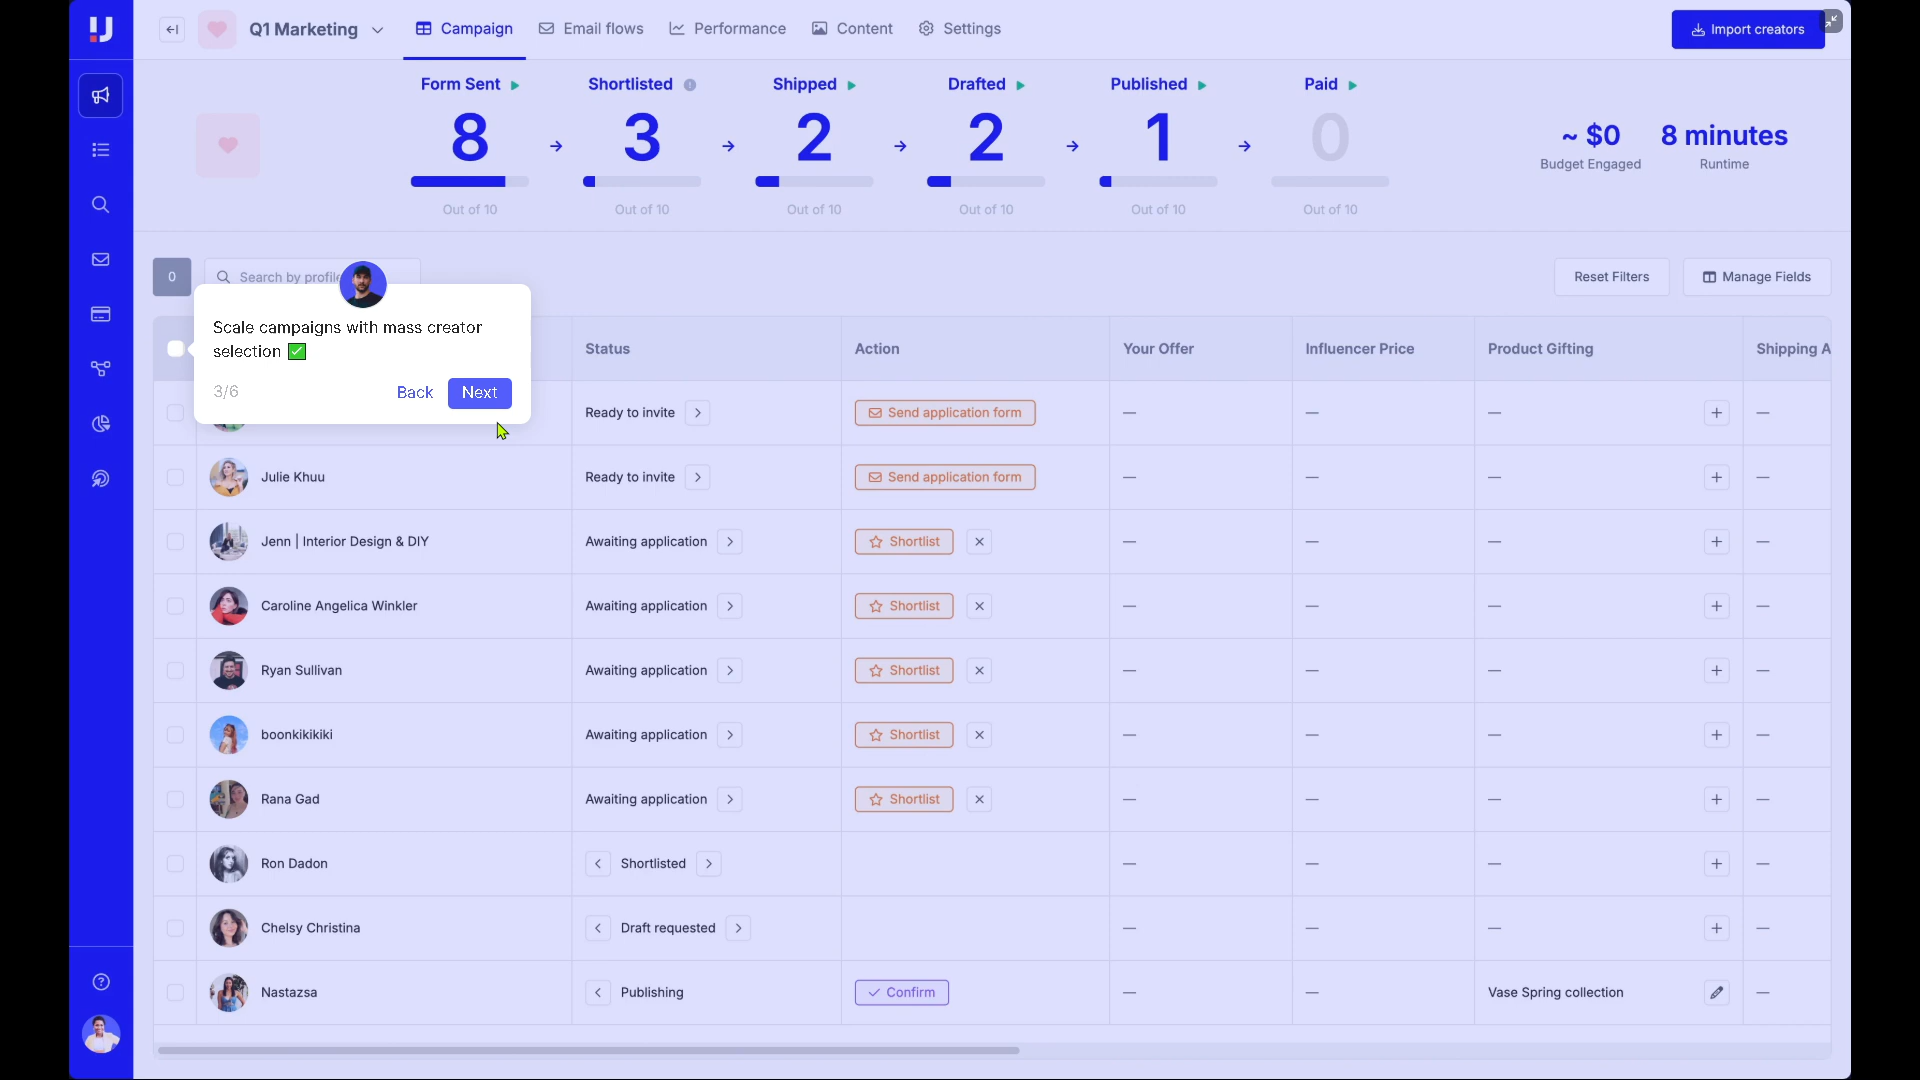 Q1 Marketing
Campaign
Email flows
Performance
Content
Settings
Import creators
Form Sent
8
Out of 10
Shortlisted
3
Out of 10
Shipped
2
Out of 10
Drafted
2
Out of 10
Published
1
Out of 10
Paid
0
Out of 10
~ $0
Budget Engaged
8 minutes
Runtime
0
Search by profile
Reset Filters
Manage Fields
Scale campaigns with mass creator
selection ✅
3/6
Back
Next
Status
Action
Your Offer
Influencer Price
Product Gifting
Shipping A
Ready to invite
Send application form
— — — —
Julie Khuu
Ready to invite
Send application form
— — — —
Jenn | Interior Design & DIY
Awaiting application
Shortlist
— — — —
Caroline Angelica Winkler
Awaiting application
Shortlist
— — — —
Ryan Sullivan
Awaiting application
Shortlist
— — — —
boonkikikiki
Awaiting application
Shortlist
— — — —
Rana Gad
Awaiting application
Shortlist
— — — —
Ron Dadon
Shortlisted
— — — —
Chelsy Christina
Draft requested
— — — —
Nastazsa
Publishing
Confirm
— —
Vase Spring collection
—